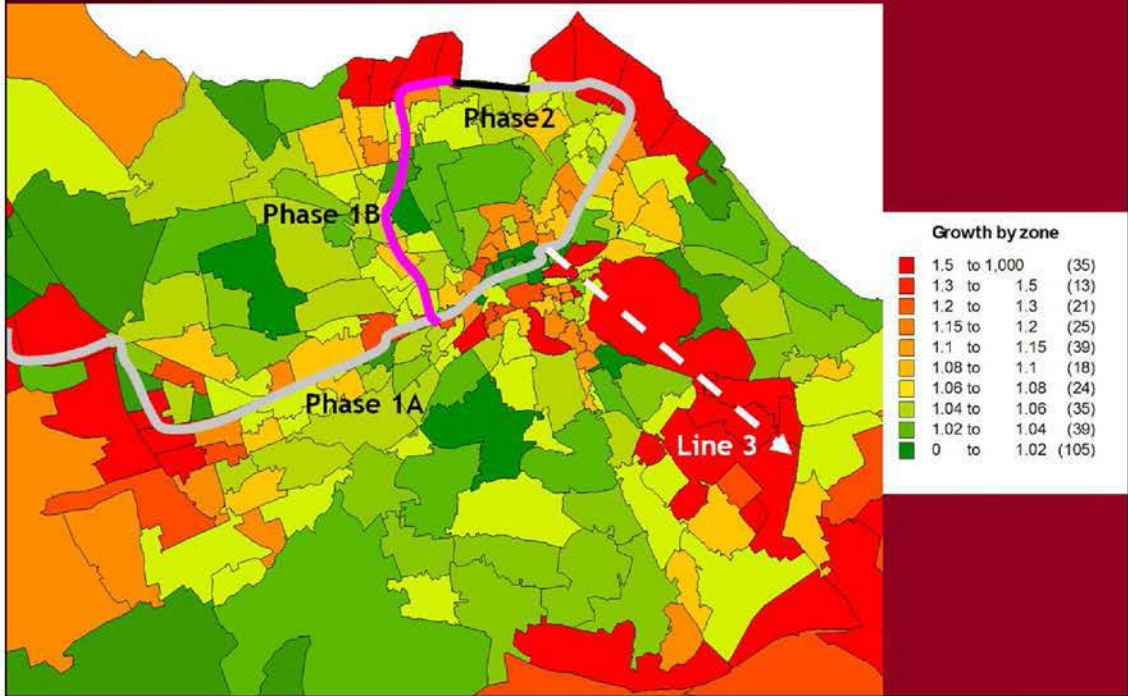 Phase2
Phase 1B
Phase 1A
Line 3
Growth by zone
1.5 to 1,000 (35)
1.3 to 1.5 (13)
1.2 to 1.3 (21)
1.15 to 1.2 (25)
1.1 to 1.15 (39)
1.08 to 1.1 (18)
1.06 to 1.08 (24)
1.04 to 1.06 (35)
1.02 to 1.04 (39)
0 to 1.02 (105)